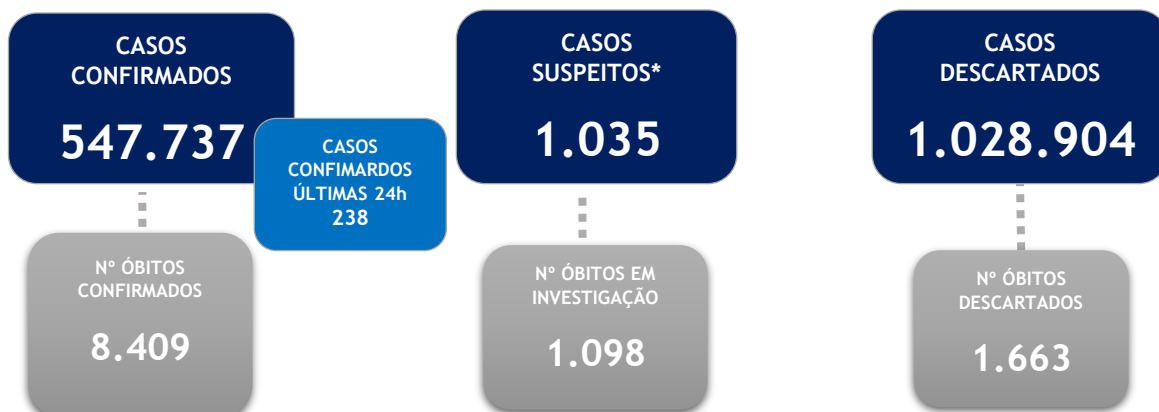 CASOS
CONFIRMADOS
547.737
CASOS
CONFIMARDOS
ÚLTIMAS 24h
238
Nº ÓBITOS
CONFIRMADOS
8.409
CASOS
SUSPEITOS*
1.035
Nº ÓBITOS EM
INVESTIGAÇÃO
1.098
CASOS
DESCARTADOS
1.028.904
Nº ÓBITOS
DESCARTADOS
1.663